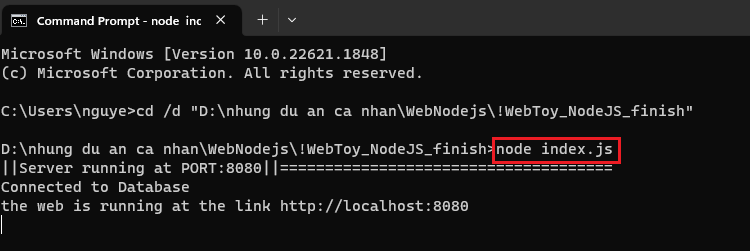 Command Prompt - node inc
Microsoft Windows [Version 10.0.22621.1848]
(c) Microsoft Corporation. All rights reserved.
C:\Users\nguye>cd /d "D:\nhung du an ca nhan\WebNodejs\!WebToy_NodeJS_finish"
D:\nhung du an ca nhan\WebNodejs\!WebToy_NodeJS_finish>node index.js
||Server running at PORT:8080||=====================================
Connected to Database
the web is running at the link http://localhost:8080